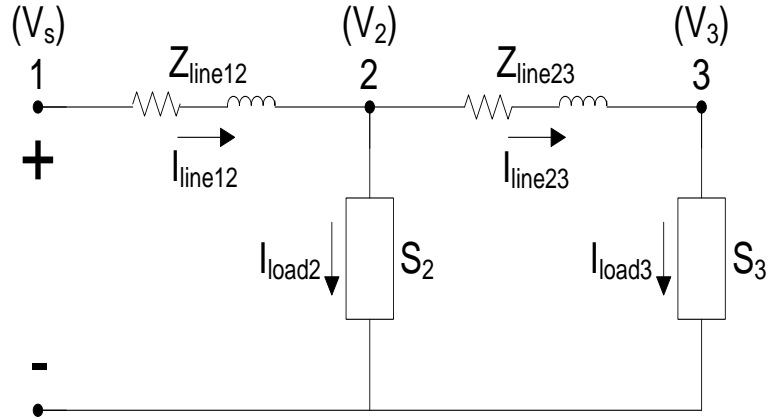 (Vs) (V2) (V3)
1 Zline12 2 Zline23 3
+ Iline12 Iline23
Iload2 S2 Iload3 S3
-